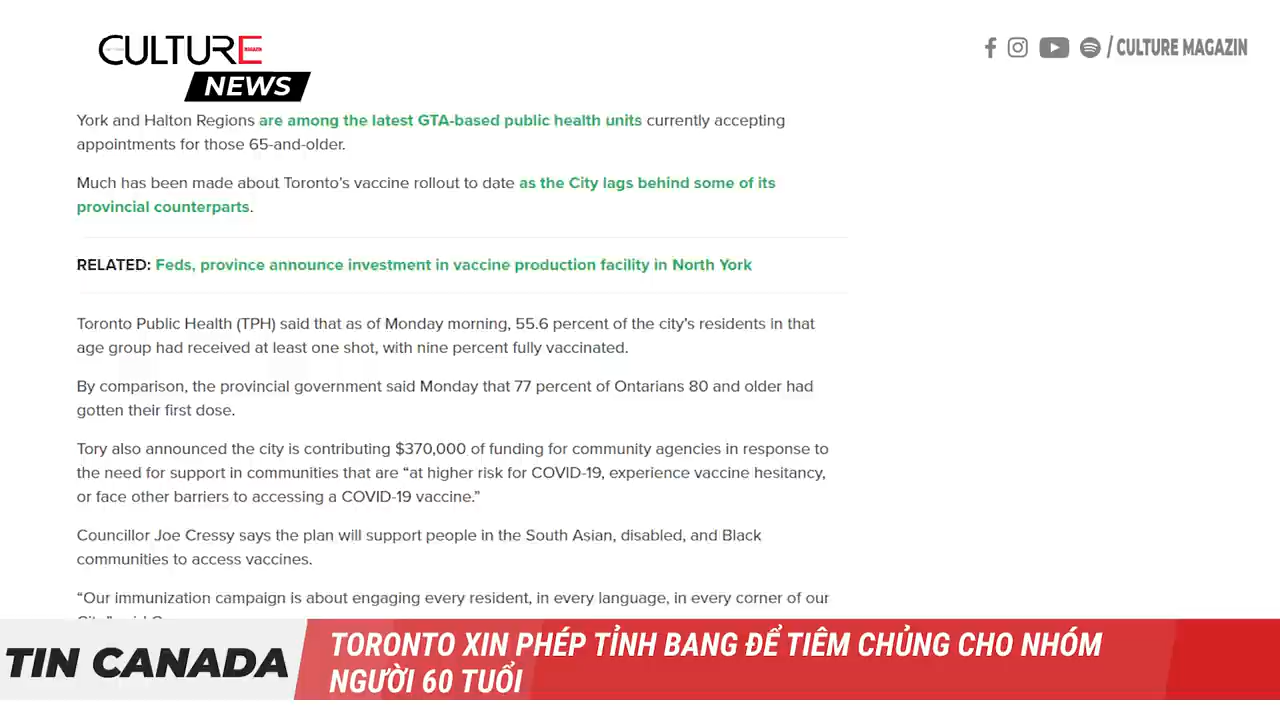 CULTURE
NEWS
/ CULTURE MAGAZIN
York and Halton Regions are among the latest GTA-based public health units currently accepting
appointments for those 65-and-older.
Much has been made about Toronto’s vaccine rollout to date as the City lags behind some of its
provincial counterparts.
RELATED: Feds, province announce investment in vaccine production facility in North York
Toronto Public Health (TPH) said that as of Monday morning, 55.6 percent of the city’s residents in that
age group had received at least one shot, with nine percent fully vaccinated.
By comparison, the provincial government said Monday that 77 percent of Ontarians 80 and older had
gotten their first dose.
Tory also announced the city is contributing $370,000 of funding for community agencies in response to
the need for support in communities that are “at higher risk for COVID-19, experience vaccine hesitancy,
or face other barriers to accessing a COVID-19 vaccine.”
Councillor Joe Cressy says the plan will support people in the South Asian, disabled, and Black
communities to access vaccines.
“Our immunization campaign is about engaging every resident, in every language, in every corner of our
TIN CANADA
TORONTO XIN PHÉP TỈNH BANG ĐỂ TIÊM CHỦNG CHO NHÓM
NGƯỜI 60 TUỔI